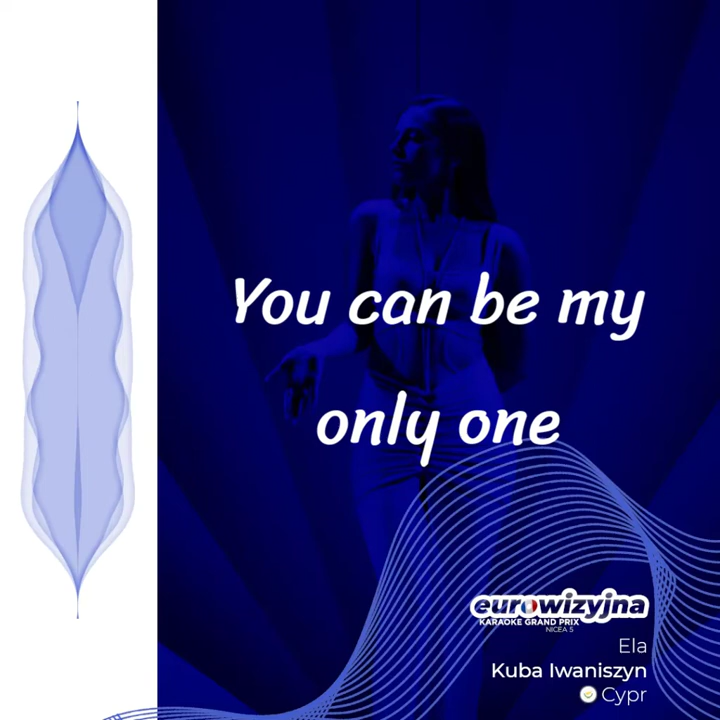 You can be my
only one
eurowizyjna
KARAOKE GRAND PRIX
NICEA 5
Ela
Kuba Iwaniszyn
Cypr